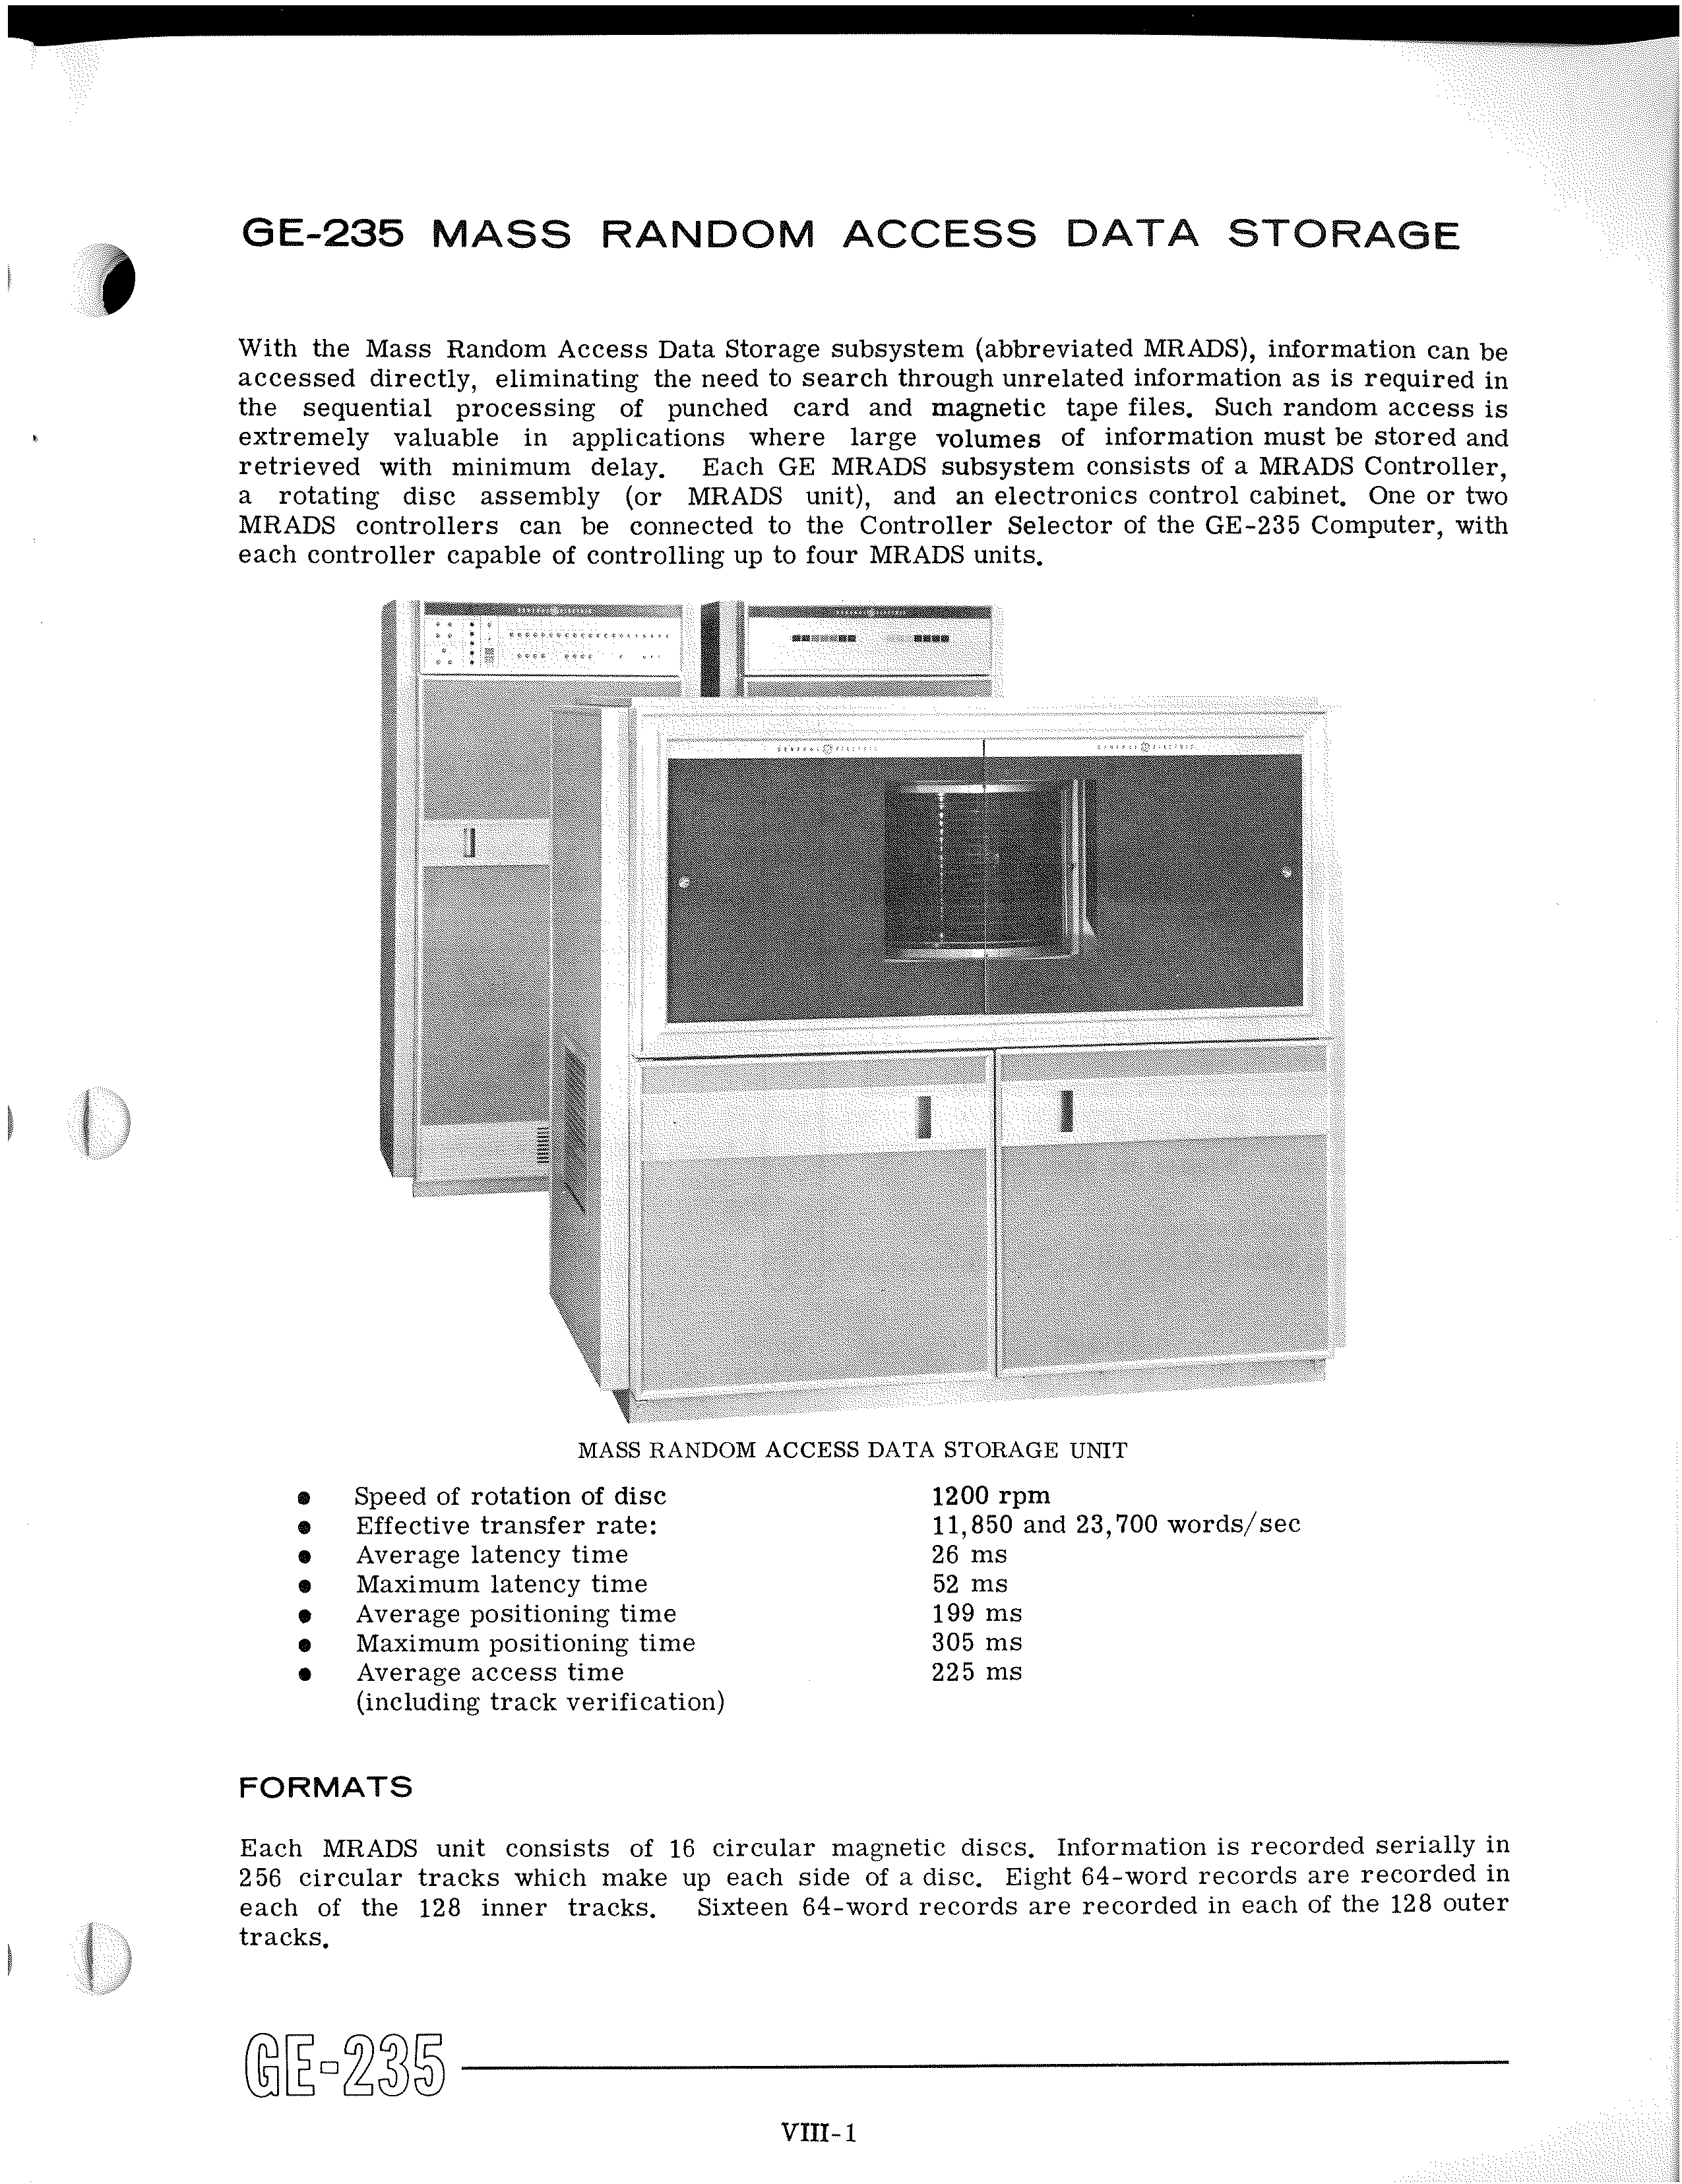 GE-235 MASS RANDOM ACCESS DATA STORAGE
With the Mass Random Access Data Storage subsystem (abbreviated MRADS), information can be
accessed directly, eliminating the need to search through unrelated information as is required in
the sequential processing of punched card and magnetic tape files. Such random access is
extremely valuable in applications where large volumes of information must be stored and
retrieved with minimum delay. Each GE MRADS subsystem consists of a MRADS Controller,
a rotating disc assembly (or MRADS unit), and an electronics control cabinet. One or two
MRADS controllers can be connected to the Controller Selector of the GE-235 Computer, with
each controller capable of controlling up to four MRADS units.
GENERAL ELECTRIC
GENERAL ELECTRIC
GENERAL ELECTRIC
GENERAL ELECTRIC
MASS RANDOM ACCESS DATA STORAGE UNIT
● Speed of rotation of disc 1200 rpm
● Effective transfer rate: 11,850 and 23,700 words/sec
● Average latency time 26 ms
● Maximum latency time 52 ms
● Average positioning time 199 ms
● Maximum positioning time 305 ms
● Average access time 225 ms
(including track verification)
FORMATS
Each MRADS unit consists of 16 circular magnetic discs. Information is recorded serially in
256 circular tracks which make up each side of a disc. Eight 64-word records are recorded in
each of the 128 inner tracks. Sixteen 64-word records are recorded in each of the 128 outer
tracks.
GE-235
VIII-1